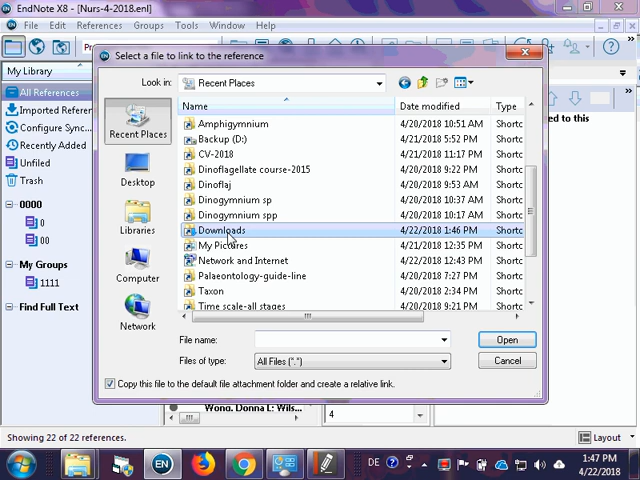 EndNote X8 - [Nurs-4-2018.enl]
File Edit References Groups Tools Window Help
Select a file to link to the reference
My Library
Look in: Recent Places
All References
Name Date modified Type
Imported Referen
Configure Sync...
Recently Added
Unfiled
Trash
0000
0
00
My Groups
1111
Find Full Text
Recent Places
Desktop
Libraries
Computer
Network
Amphigymnium 4/20/2018 10:51 AM Shortc
Backup (D:) 4/21/2018 5:52 PM Shortc
CV-2018 4/21/2018 11:17 PM Shortc
Dinoflagellate course-2015 4/20/2018 9:22 PM Shortc
Dinoflaj 4/20/2018 9:53 AM Shortc
Dinogymnium sp 4/20/2018 10:37 AM Shortc
Dinogymnium spp 4/20/2018 10:17 AM Shortc
Downloads 4/22/2018 1:46 PM Shortc
My Pictures 4/21/2018 12:35 PM Shortc
Network and Internet 4/22/2018 12:43 PM Shortc
Palaeontology-guide-line 4/20/2018 7:27 PM Shortc
Taxon 4/20/2018 2:34 PM Shortc
Time scale-all stages 4/20/2018 9:21 PM Shortc
ed to this
File name: Open
Files of type: All Files (*.*) Cancel
Copy this file to the default file attachment folder and create a relative link.
Wong, Donna L; Wils...
4
Showing 22 of 22 references. Layout
EN
DE
1:47 PM
4/22/2018